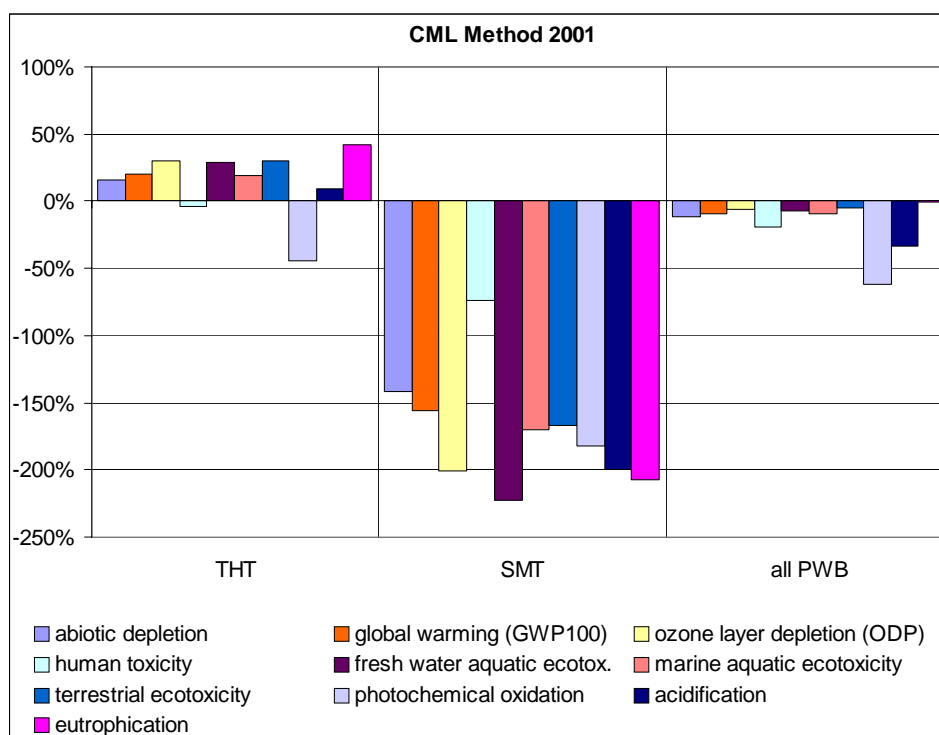 CML Method 2001
100%
50%
0%
-50%
-100%
-150%
-200%
-250%
THT SMT all PWB
abiotic depletion global warming (GWP100) ozone layer depletion (ODP)
human toxicity fresh water aquatic ecotox. marine aquatic ecotoxicity
terrestrial ecotoxicity photochemical oxidation acidification
eutrophication